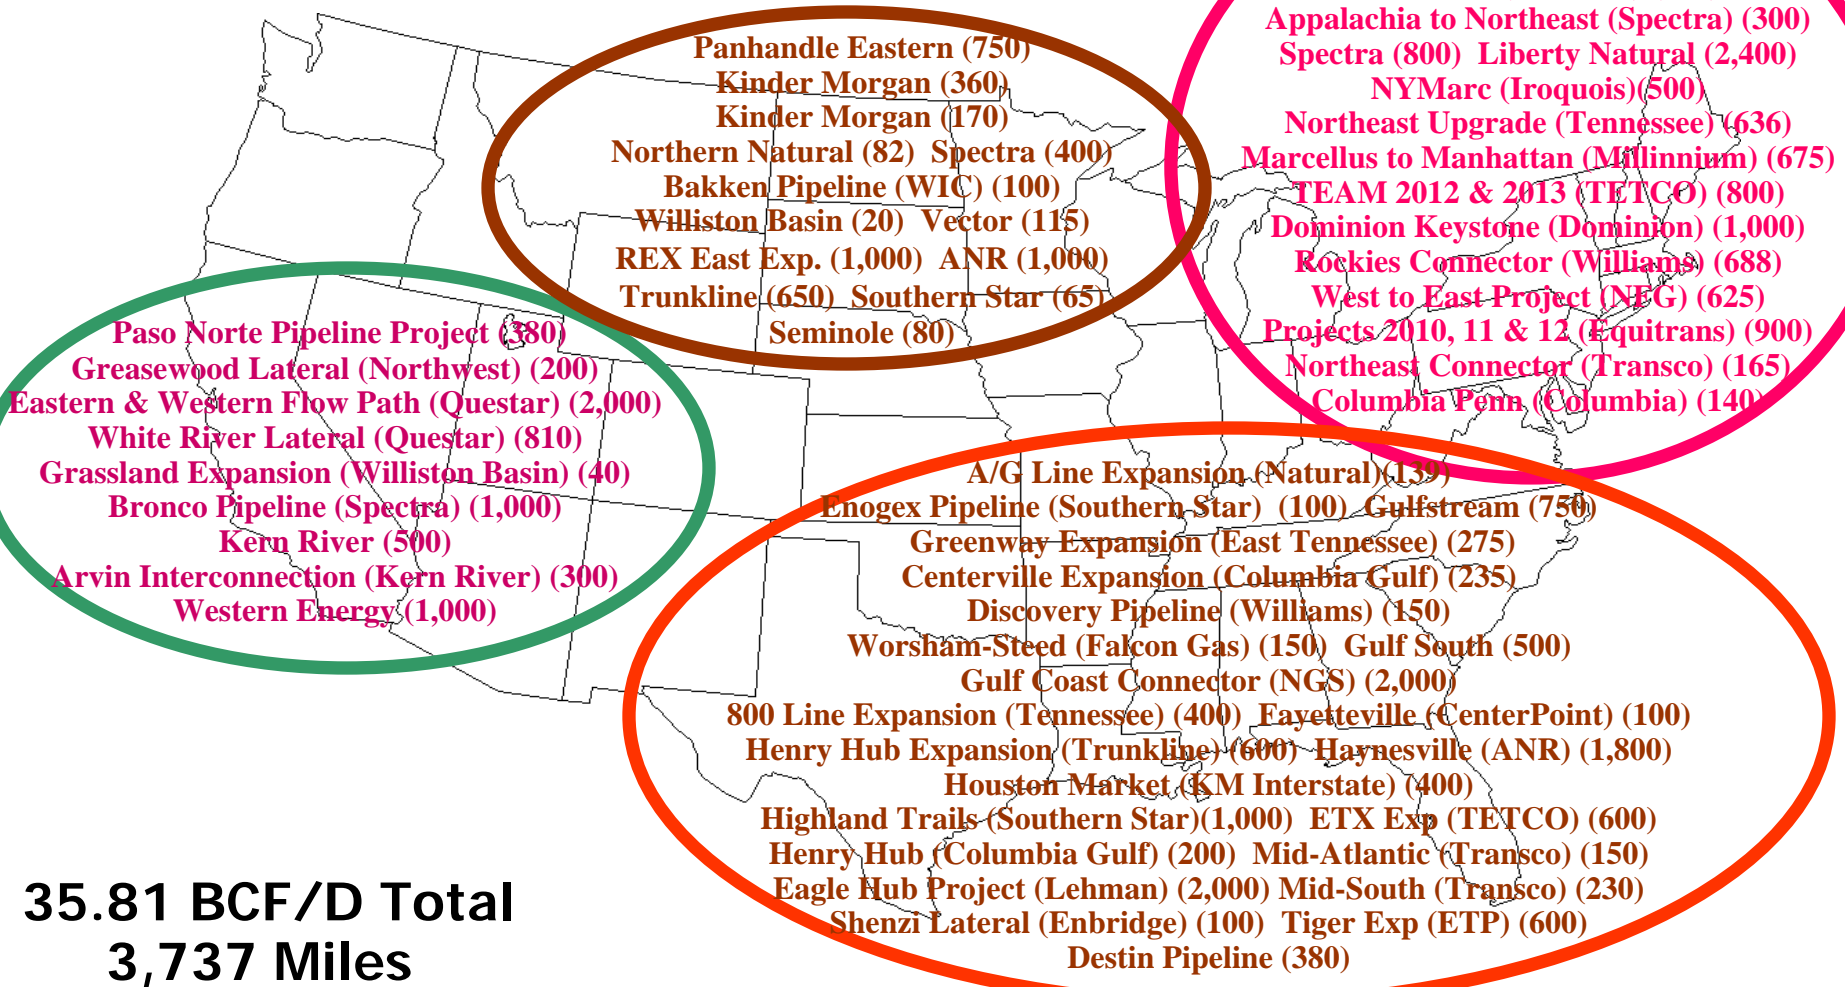 Panhandle Eastern (750)
Kinder Morgan (360)
Kinder Morgan (170)
Northern Natural (82) Spectra (400)
Bakken Pipeline (WIC) (100)
Williston Basin (20) Vector (115)
REX East Exp. (1,000) ANR (1,000)
Trunkline (650) Southern Star (65)
Seminole (80)
Appalachia to Northeast (Spectra) (300)
Spectra (800) Liberty Natural (2,400)
NYMarc (Iroquois)(500)
Northeast Upgrade (Tennessee) (636)
Marcellus to Manhattan (Millinnium) (675)
TEAM 2012 & 2013 (TETCO) (800)
Dominion Keystone (Dominion) (1,000)
Rockies Connector (Williams) (688)
West to East Project (NFG) (625)
Projects 2010, 11 & 12 (Equitrans) (900)
Northeast Connector (Transco) (165)
Columbia Penn (Columbia) (140)
Paso Norte Pipeline Project (380)
Greasewood Lateral (Northwest) (200)
Eastern & Western Flow Path (Questar) (2,000)
White River Lateral (Questar) (810)
Grassland Expansion (Williston Basin) (40)
Bronco Pipeline (Spectra) (1,000)
Kern River (500)
Arvin Interconnection (Kern River) (300)
Western Energy (1,000)
A/G Line Expansion (Natural)(139)
Enogex Pipeline (Southern Star) (100) Gulfstream (750)
Greenway Expansion (East Tennessee) (275)
Centerville Expansion (Columbia Gulf) (235)
Discovery Pipeline (Williams) (150)
Worsham-Steed (Falcon Gas) (150) Gulf South (500)
Gulf Coast Connector (NGS) (2,000)
800 Line Expansion (Tennessee) (400) Fayetteville (CenterPoint) (100)
Henry Hub Expansion (Trunkline) (600) Haynesville (ANR) (1,800)
Houston Market (KM Interstate) (400)
Highland Trails (Southern Star)(1,000) ETX Exp (TETCO) (600)
Henry Hub (Columbia Gulf) (200) Mid-Atlantic (Transco) (150)
Eagle Hub Project (Lehman) (2,000) Mid-South (Transco) (230)
Shenzi Lateral (Enbridge) (100) Tiger Exp (ETP) (600)
Destin Pipeline (380)
35.81 BCF/D Total
3,737 Miles